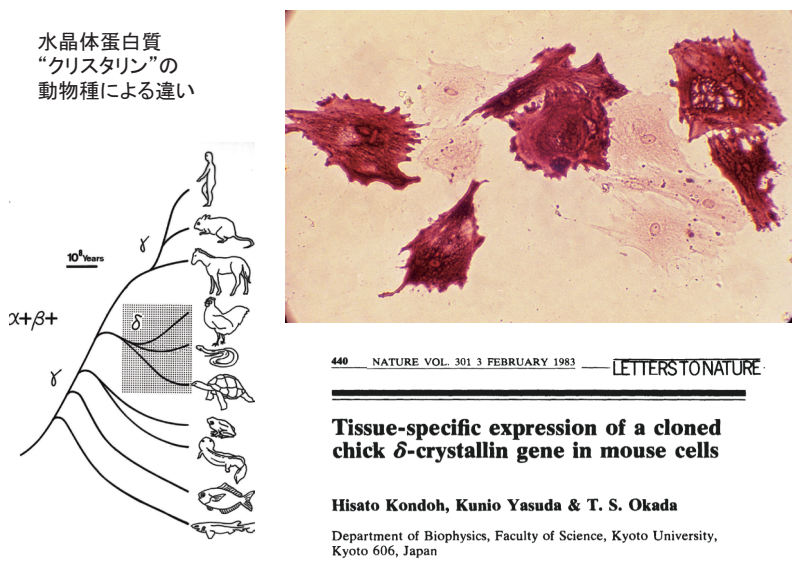 水晶体蛋白質
“クリスタリン”の
動物種による違い
γ
10⁸ Years
α+β+
δ
γ
440 NATURE VOL. 301 3 FEBRUARY 1983 LETTERS TO NATURE
Tissue-specific expression of a cloned
chick δ-crystallin gene in mouse cells
Hisato Kondoh, Kunio Yasuda & T. S. Okada
Department of Biophysics, Faculty of Science, Kyoto University,
Kyoto 606, Japan